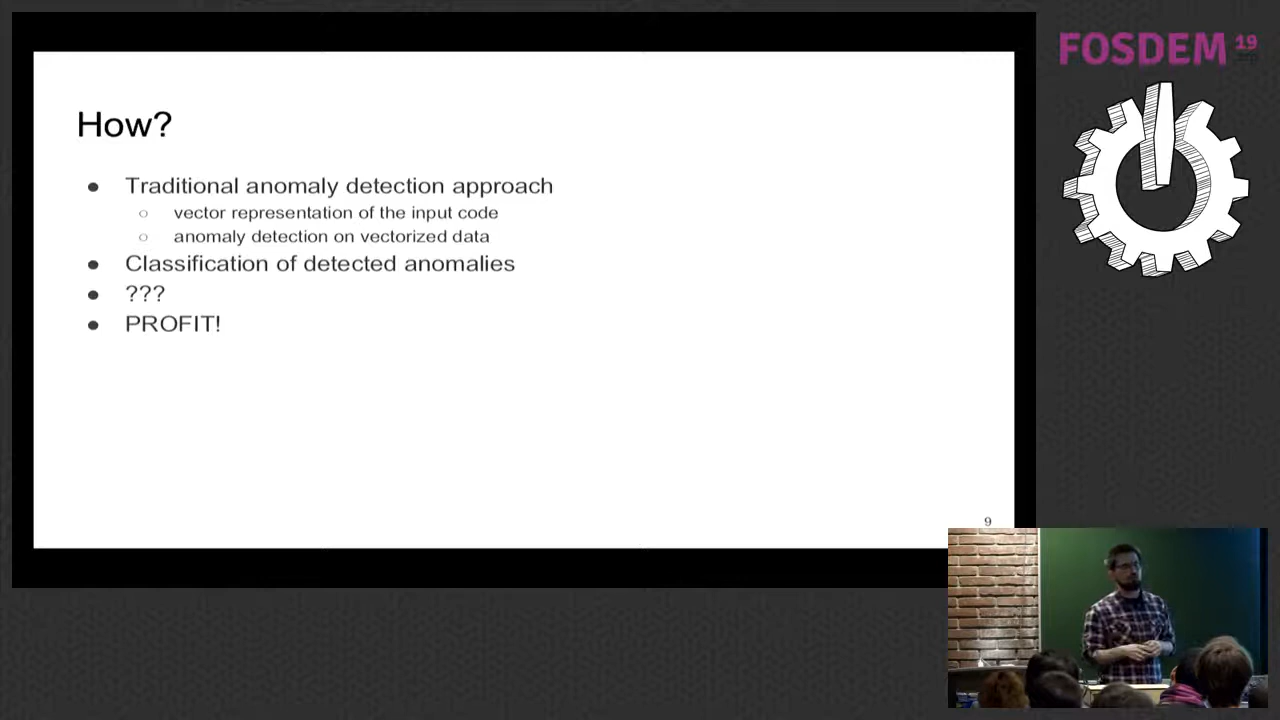 FOSDEM 19
.org
How?
● Traditional anomaly detection approach
○ vector representation of the input code
○ anomaly detection on vectorized data
● Classification of detected anomalies
● ???
● PROFIT!
9